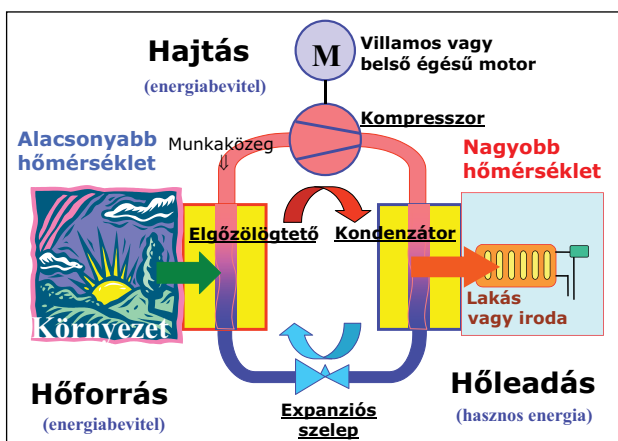 Hajtás
(energiabevitel)
M
Villamos vagy
belső égésű motor
Kompresszor
Alacsonyabb
hőmérséklet
Munkaközeg
⇓
Nagyobb
hőmérséklet
Elgőzölögtető
Kondenzátor
Környezet
Lakás
vagy iroda
Hőforrás
(energiabevitel)
Expanziós
szelep
Hőleadás
(hasznos energia)